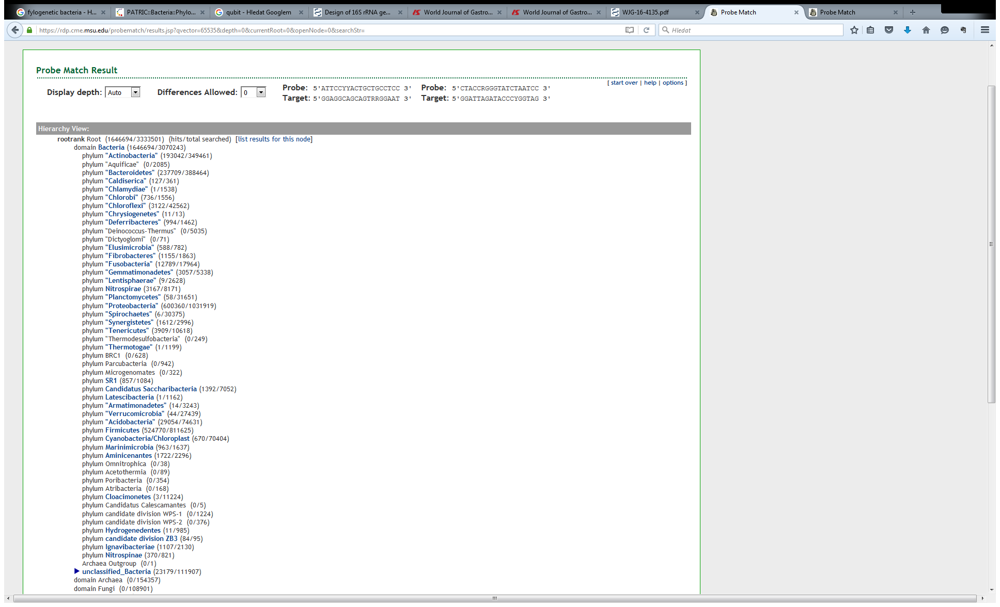 fylogenetic bacteria - H...
PATRIC::Bacteria::Phylo...
qubit - Hledat Googlem
Design of 16S rRNA ge...
World Journal of Gastro...
World Journal of Gastro...
WJG-16-4135.pdf
Probe Match
Probe Match
https://rdp.cme.msu.edu/probematch/results.jsp?qvector=65535&depth=0&currentRoot=0&openNode=0&searchStr=
Hledat
Probe Match Result
[ start over | help | options ]
Display depth: Auto
Differences Allowed: 0
Probe: 5'ATTCCYYACTGCTGCCTCC 3'
Probe: 5'CTACCRGGGTATCTAATCC 3'
Target: 5'GGAGGCAGCAGTRRGGAAT 3'
Target: 5'GGATTAGATACCCYGGTAG 3'
Hierarchy View:
rootrank Root (1646694/3333501) (hits/total searched) [list results for this node]
domain Bacteria (1646694/3070243)
phylum "Actinobacteria" (193042/349461)
phylum "Aquificae" (0/2085)
phylum "Bacteroidetes" (237709/388464)
phylum "Caldiserica" (127/361)
phylum "Chlamydiae" (1/1538)
phylum "Chlorobi" (736/1556)
phylum "Chloroflexi" (3122/42562)
phylum "Chrysiogenetes" (11/13)
phylum "Deferribacteres" (994/1462)
phylum "Deinococcus-Thermus" (0/5035)
phylum "Dictyoglomi" (0/71)
phylum "Elusimicrobia" (588/782)
phylum "Fibrobacteres" (1155/1863)
phylum "Fusobacteria" (12789/17964)
phylum "Gemmatimonadetes" (3057/5338)
phylum "Lentisphaerae" (9/2628)
phylum Nitrospirae (3167/8171)
phylum "Planctomycetes" (58/31651)
phylum "Proteobacteria" (600360/1031919)
phylum "Spirochaetes" (6/30375)
phylum "Synergistetes" (1612/2996)
phylum "Tenericutes" (3909/10618)
phylum "Thermodesulfobacteria" (0/249)
phylum "Thermotogae" (1/1199)
phylum BRC1 (0/628)
phylum Parcubacteria (0/942)
phylum Microgenomates (0/322)
phylum SR1 (857/1084)
phylum Candidatus Saccharibacteria (1392/7052)
phylum Latescibacteria (1/1162)
phylum "Armatimonadetes" (14/3243)
phylum "Verrucomicrobia" (44/27439)
phylum "Acidobacteria" (29054/74631)
phylum Firmicutes (524770/811625)
phylum Cyanobacteria/Chloroplast (670/70404)
phylum Marinimicrobia (963/1637)
phylum Aminicenantes (1722/2296)
phylum Omnitrophica (0/38)
phylum Acetothermia (0/89)
phylum Poribacteria (0/354)
phylum Atribacteria (0/168)
phylum Cloacimonetes (3/11224)
phylum Candidatus Calescamantes (0/5)
phylum candidate division WPS-1 (0/1224)
phylum candidate division WPS-2 (0/376)
phylum Hydrogenedentes (11/985)
phylum candidate division ZB3 (84/95)
phylum Ignavibacteriae (1107/2130)
phylum Nitrospinae (370/821)
Archaea Outgroup (0/1)
unclassified_Bacteria (23179/111907)
domain Archaea (0/154357)
domain Fungi (0/108901)